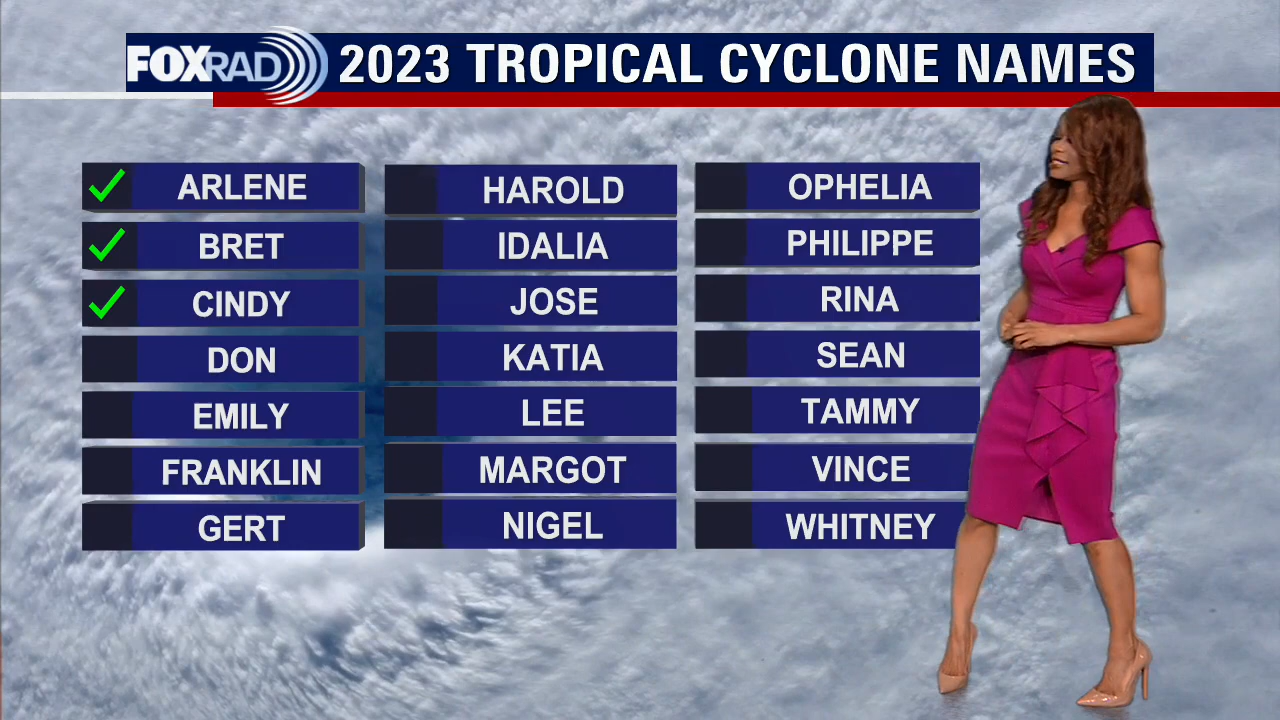 FOXRAD 2023 TROPICAL CYCLONE NAMES
ARLENE
BRET
CINDY
DON
EMILY
FRANKLIN
GERT
HAROLD
IDALIA
JOSE
KATIA
LEE
MARGOT
NIGEL
OPHELIA
PHILIPPE
RINA
SEAN
TAMMY
VINCE
WHITNEY